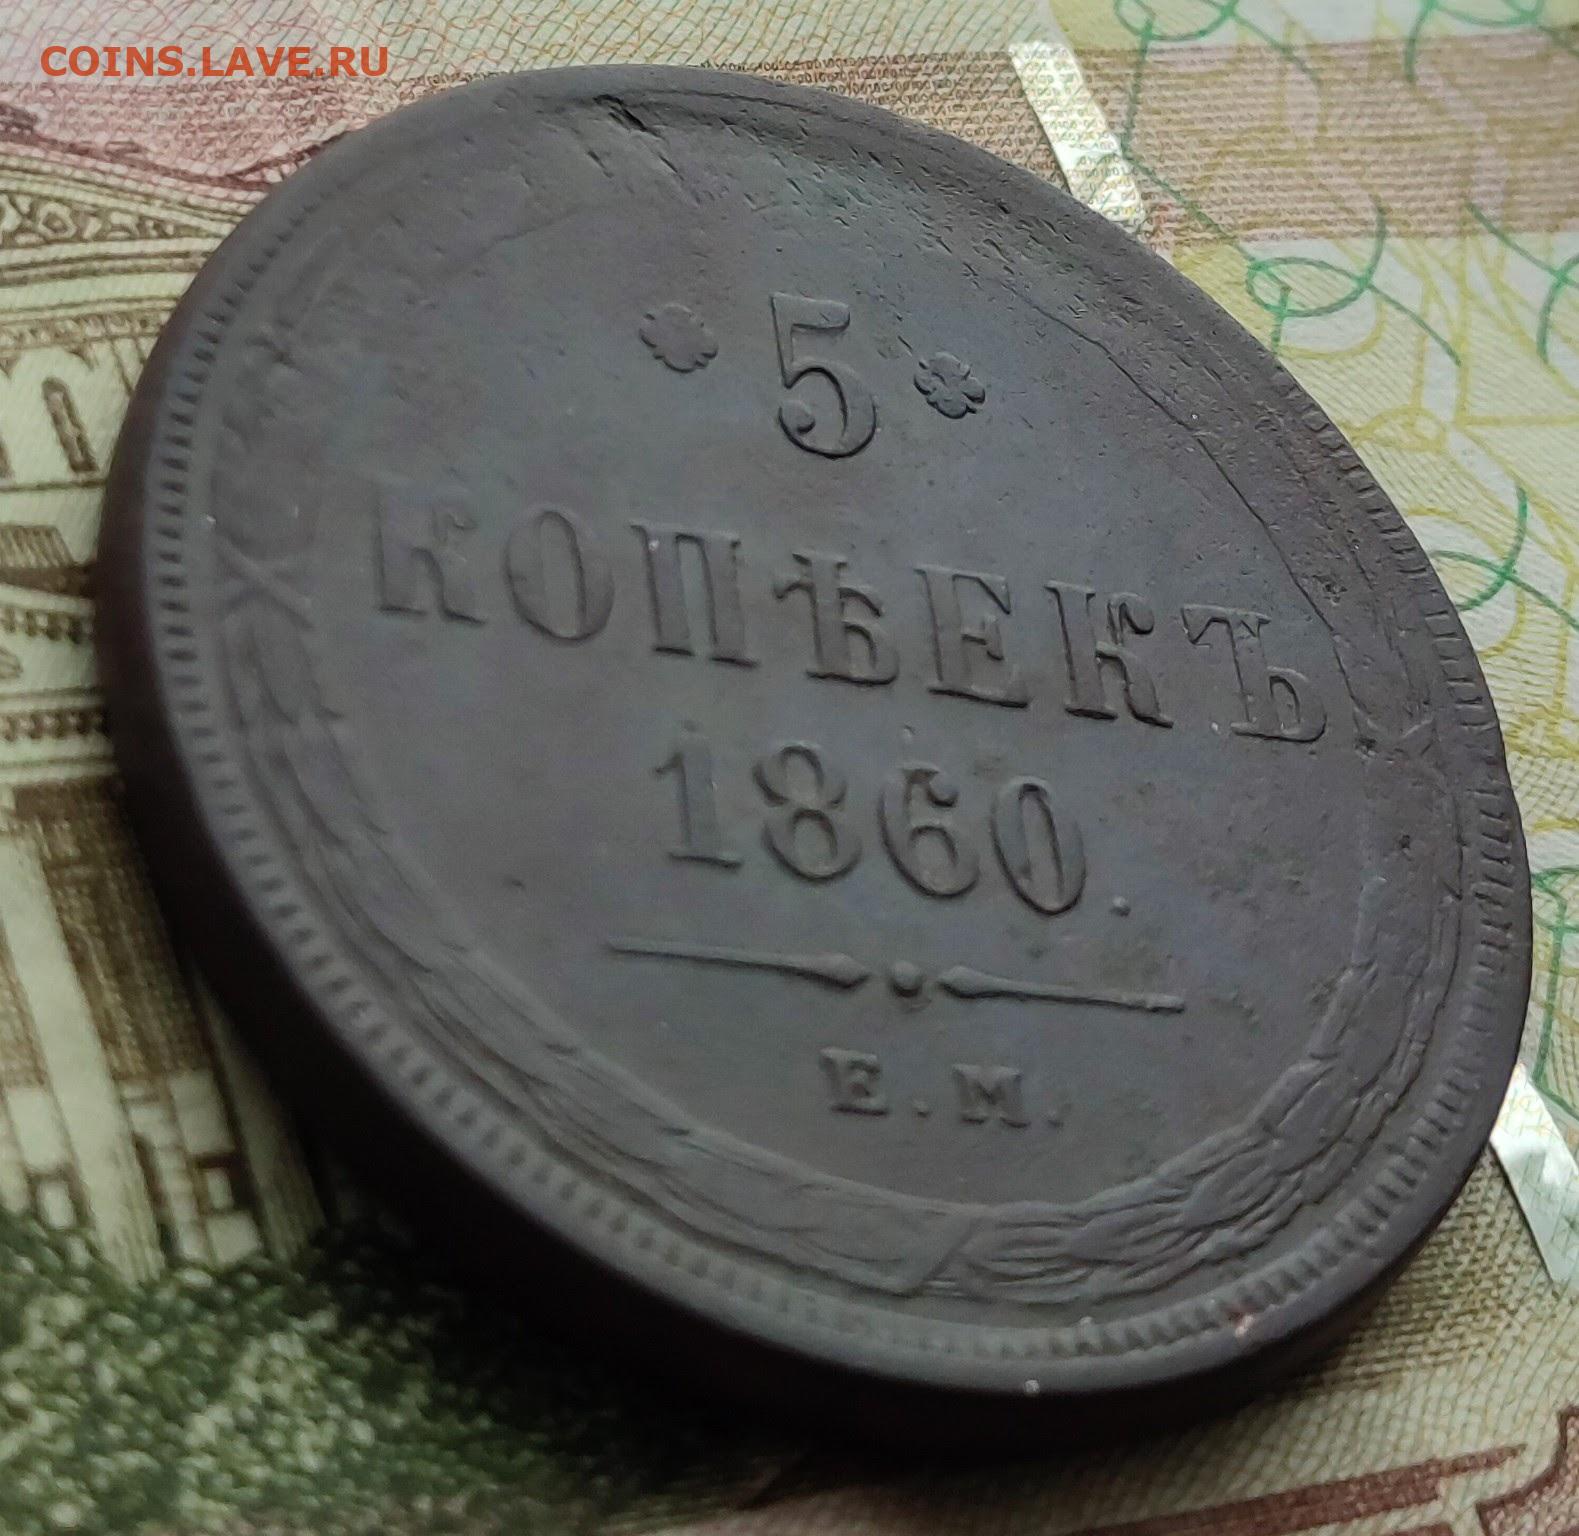 COINS.LAVE.RU
* 5 *
КОПѢЕКЪ
1860.
Е. М.